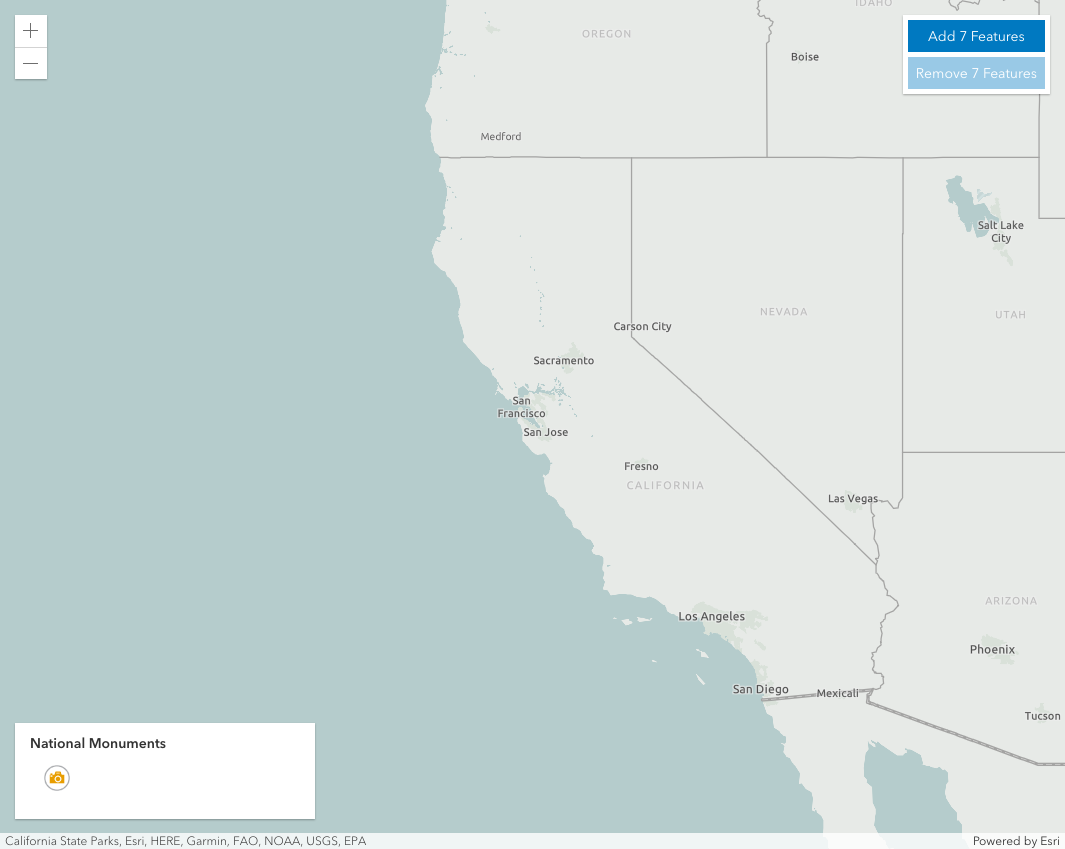 +
IDAHO
OREGON
Add 7 Features
Boise
−
Remove 7 Features
Medford
Salt Lake
City
NEVADA
UTAH
Carson City
Sacramento
San
Francisco
San Jose
Fresno
CALIFORNIA
Las Vegas
ARIZONA
Los Angeles
Phoenix
San Diego
Mexicali
Tucson
National Monuments
California State Parks, Esri, HERE, Garmin, FAO, NOAA, USGS, EPA
Powered by Esri